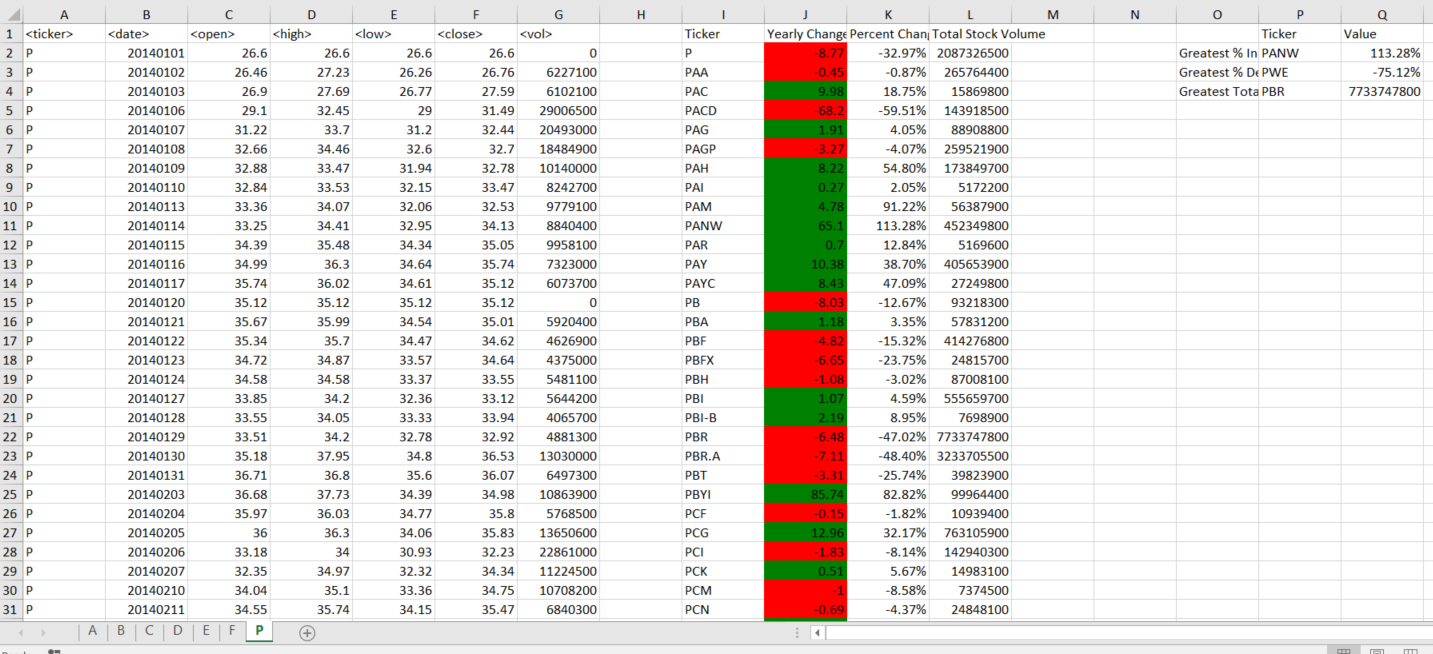 A B C D E F G H I J K L M N O P Q
1 <ticker> <date> <open> <high> <low> <close> <vol> Ticker Yearly Change Percent Chan Total Stock Volume Ticker Value
2 P 20140101 26.6 26.6 26.6 26.6 0 P -8.77 -32.97% 2087326500 Greatest % In PANW 113.28%
3 P 20140102 26.46 27.23 26.26 26.76 6227100 PAA -0.45 -0.87% 265764400 Greatest % De PWE -75.12%
4 P 20140103 26.9 27.69 26.77 27.59 6102100 PAC 9.98 18.75% 15869800 Greatest Tota PBR 7733747800
5 P 20140106 29.1 32.45 29 31.49 29006500 PACD -68.2 -59.51% 143918500
6 P 20140107 31.22 33.7 31.2 32.44 20493000 PAG 1.91 4.05% 88908800
7 P 20140108 32.66 34.46 32.6 32.7 18484900 PAGP -3.27 -4.07% 259521900
8 P 20140109 32.88 33.47 31.94 32.78 10140000 PAH 8.22 54.80% 173849700
9 P 20140110 32.84 33.53 32.15 33.47 8242700 PAI 0.27 2.05% 5172200
10 P 20140113 33.36 34.07 32.06 32.53 9779100 PAM 4.78 91.22% 56387900
11 P 20140114 33.25 34.41 32.95 34.13 8840400 PANW 65.1 113.28% 452349800
12 P 20140115 34.39 35.48 34.34 35.05 9958100 PAR 0.7 12.84% 5169600
13 P 20140116 34.99 36.3 34.64 35.74 7323000 PAY 10.38 38.70% 405653900
14 P 20140117 35.74 36.02 34.61 35.12 6073700 PAYC 8.43 47.09% 27249800
15 P 20140120 35.12 35.12 35.12 35.12 0 PB -8.03 -12.67% 93218300
16 P 20140121 35.67 35.99 34.54 35.01 5920400 PBA 1.18 3.35% 57831200
17 P 20140122 35.34 35.7 34.47 34.62 4626900 PBF -4.82 -15.32% 414276800
18 P 20140123 34.72 34.87 33.57 34.64 4375000 PBFX -6.65 -23.75% 24815700
19 P 20140124 34.58 34.58 33.37 33.55 5481100 PBH -1.08 -3.02% 87008100
20 P 20140127 33.85 34.2 32.36 33.12 5644200 PBI 1.07 4.59% 555659700
21 P 20140128 33.55 34.05 33.33 33.94 4065700 PBI-B 2.19 8.95% 7698900
22 P 20140129 33.51 34.2 32.78 32.92 4881300 PBR -6.48 -47.02% 7733747800
23 P 20140130 35.18 37.95 34.8 36.53 13030000 PBR.A -7.11 -48.40% 3233705500
24 P 20140131 36.71 36.8 35.6 36.07 6497300 PBT -3.31 -25.74% 39823900
25 P 20140203 36.68 37.73 34.39 34.98 10863900 PBYI 85.74 82.82% 99964400
26 P 20140204 35.97 36.03 34.77 35.8 5768500 PCF -0.15 -1.82% 10939400
27 P 20140205 36 36.3 34.06 35.83 13650600 PCG 12.96 32.17% 763105900
28 P 20140206 33.18 34 30.93 32.23 22861000 PCI -1.83 -8.14% 142940300
29 P 20140207 32.35 34.97 32.32 34.34 11224500 PCK 0.51 5.67% 14983100
30 P 20140210 34.04 35.1 33.36 34.75 10708200 PCM -1 -8.58% 7374500
31 P 20140211 34.55 35.74 34.15 35.47 6840300 PCN -0.69 -4.37% 24848100
A B C D E F P